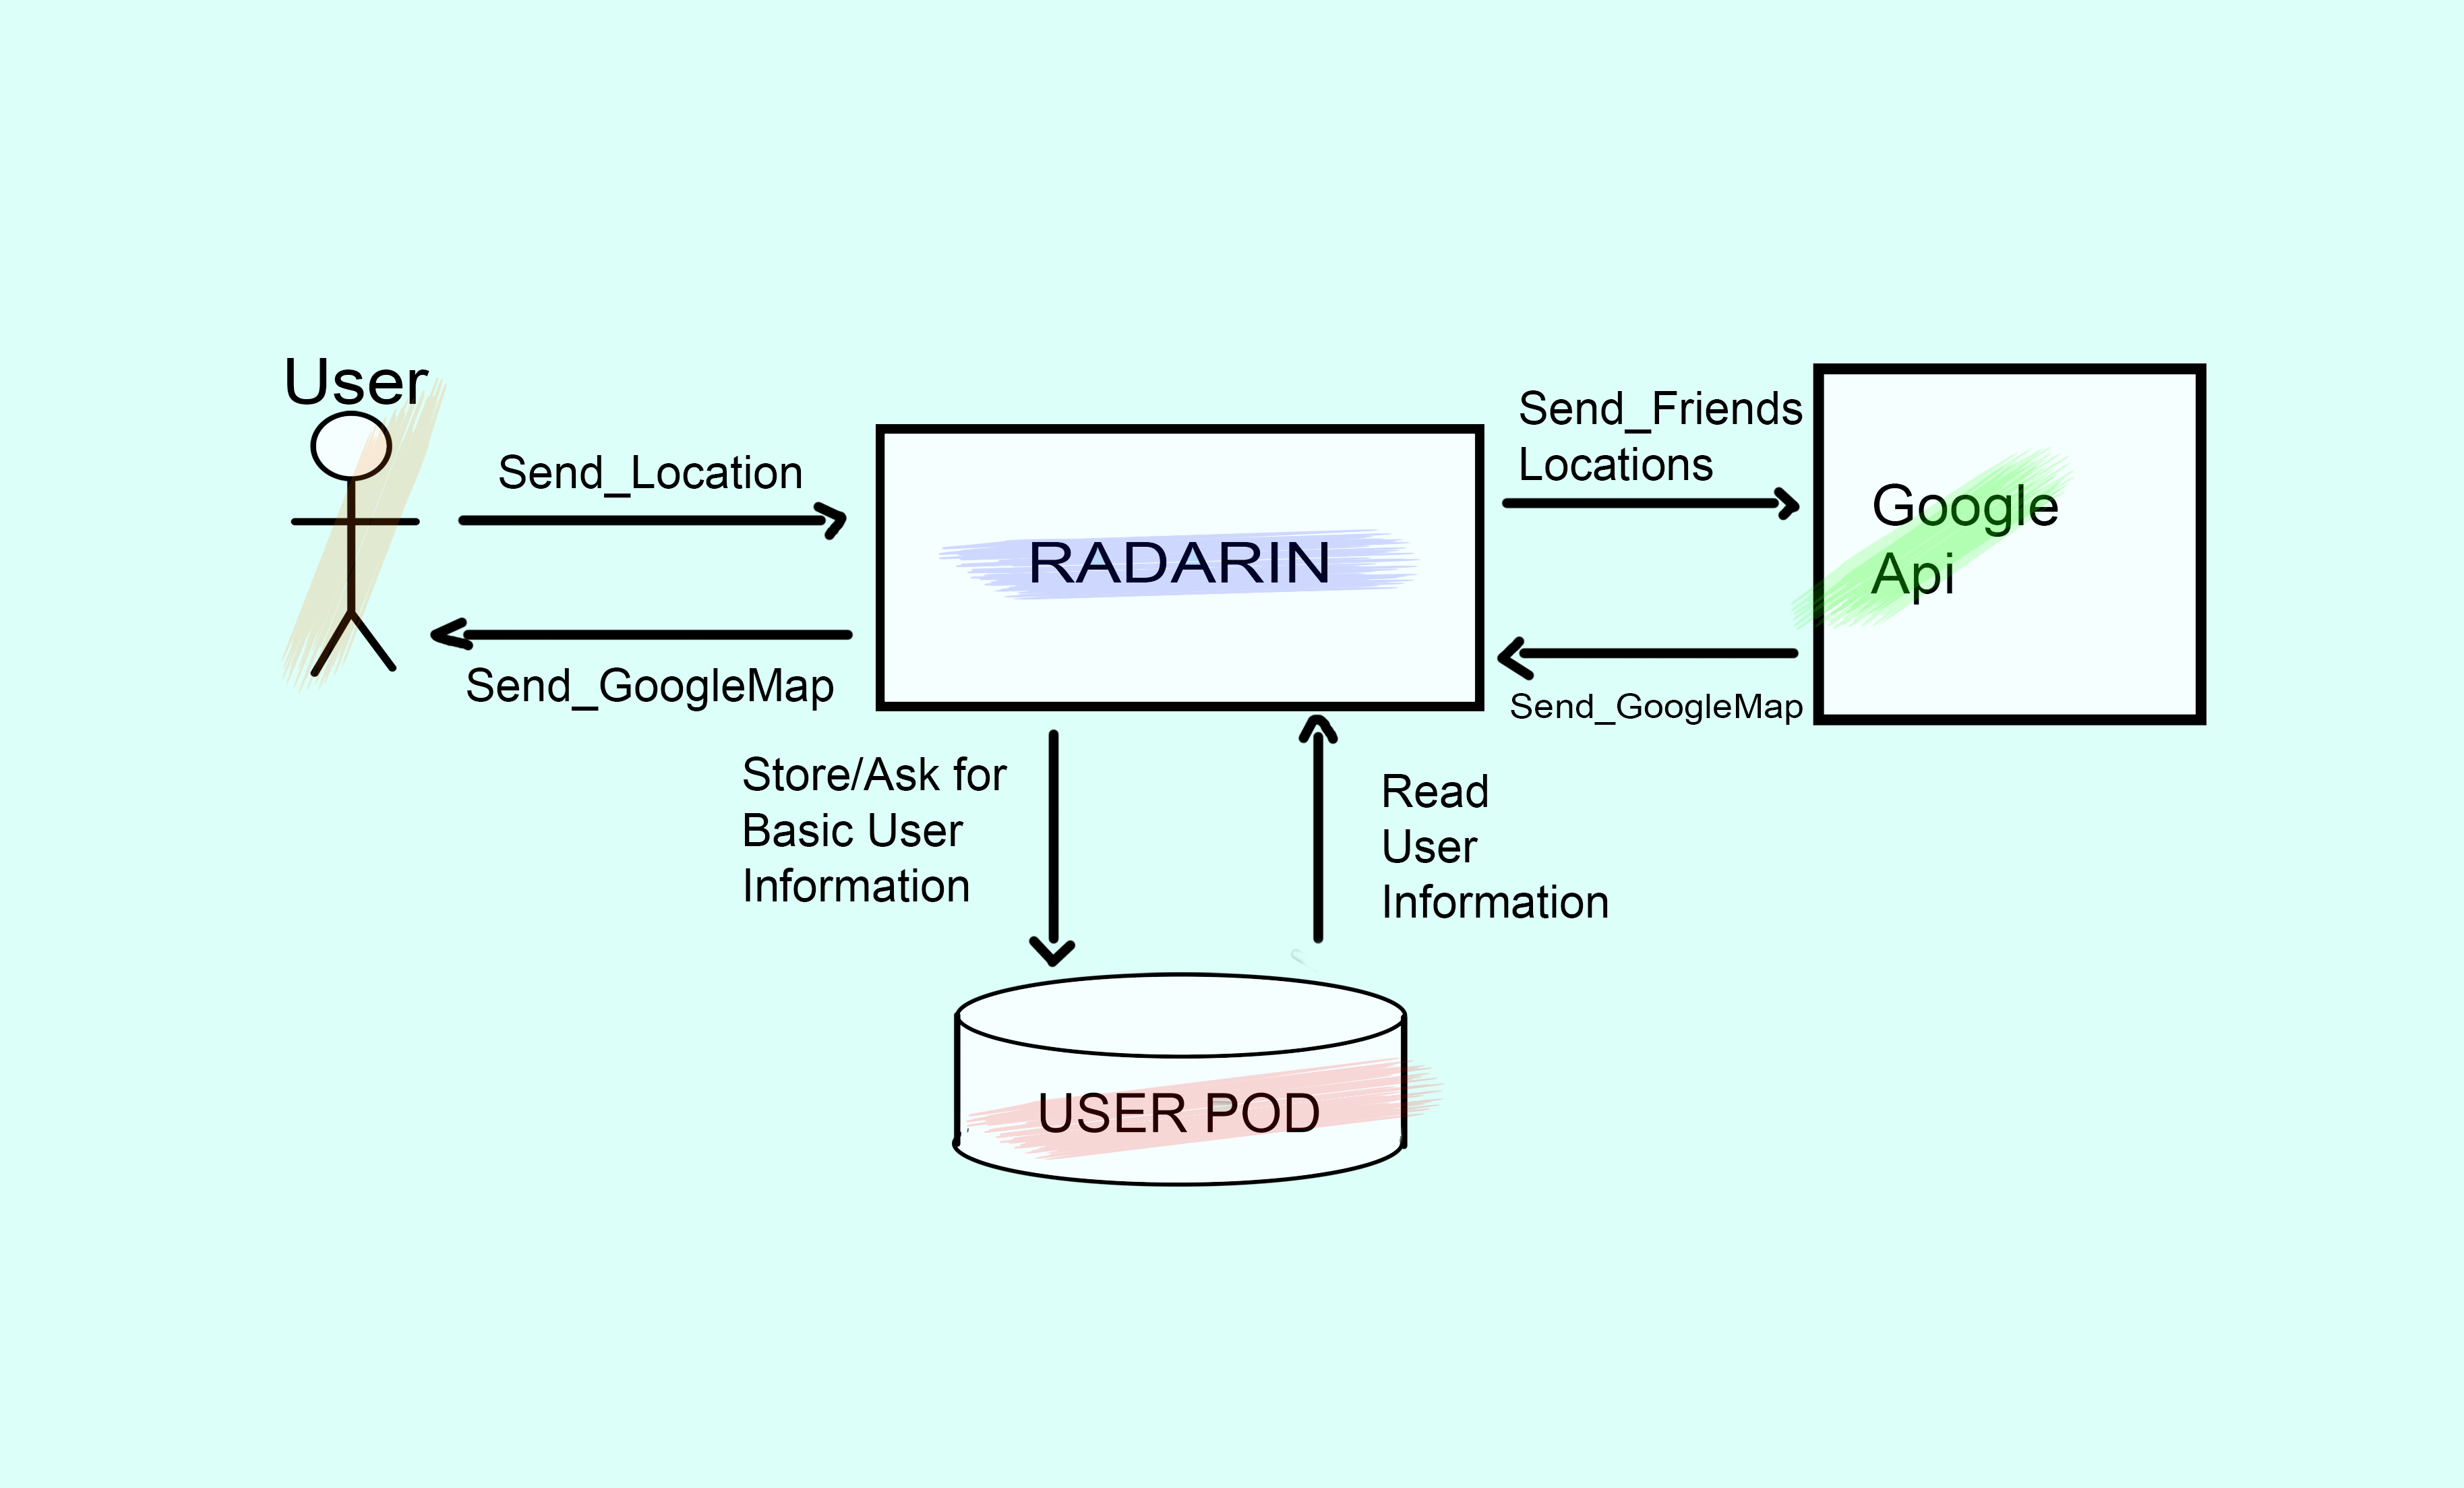 User
Send_Location
Send_GoogleMap
RADARIN
Send_Friends
Locations
Google
Api
Send_GoogleMap
Store/Ask for
Basic User
Information
Read
User
Information
USER POD